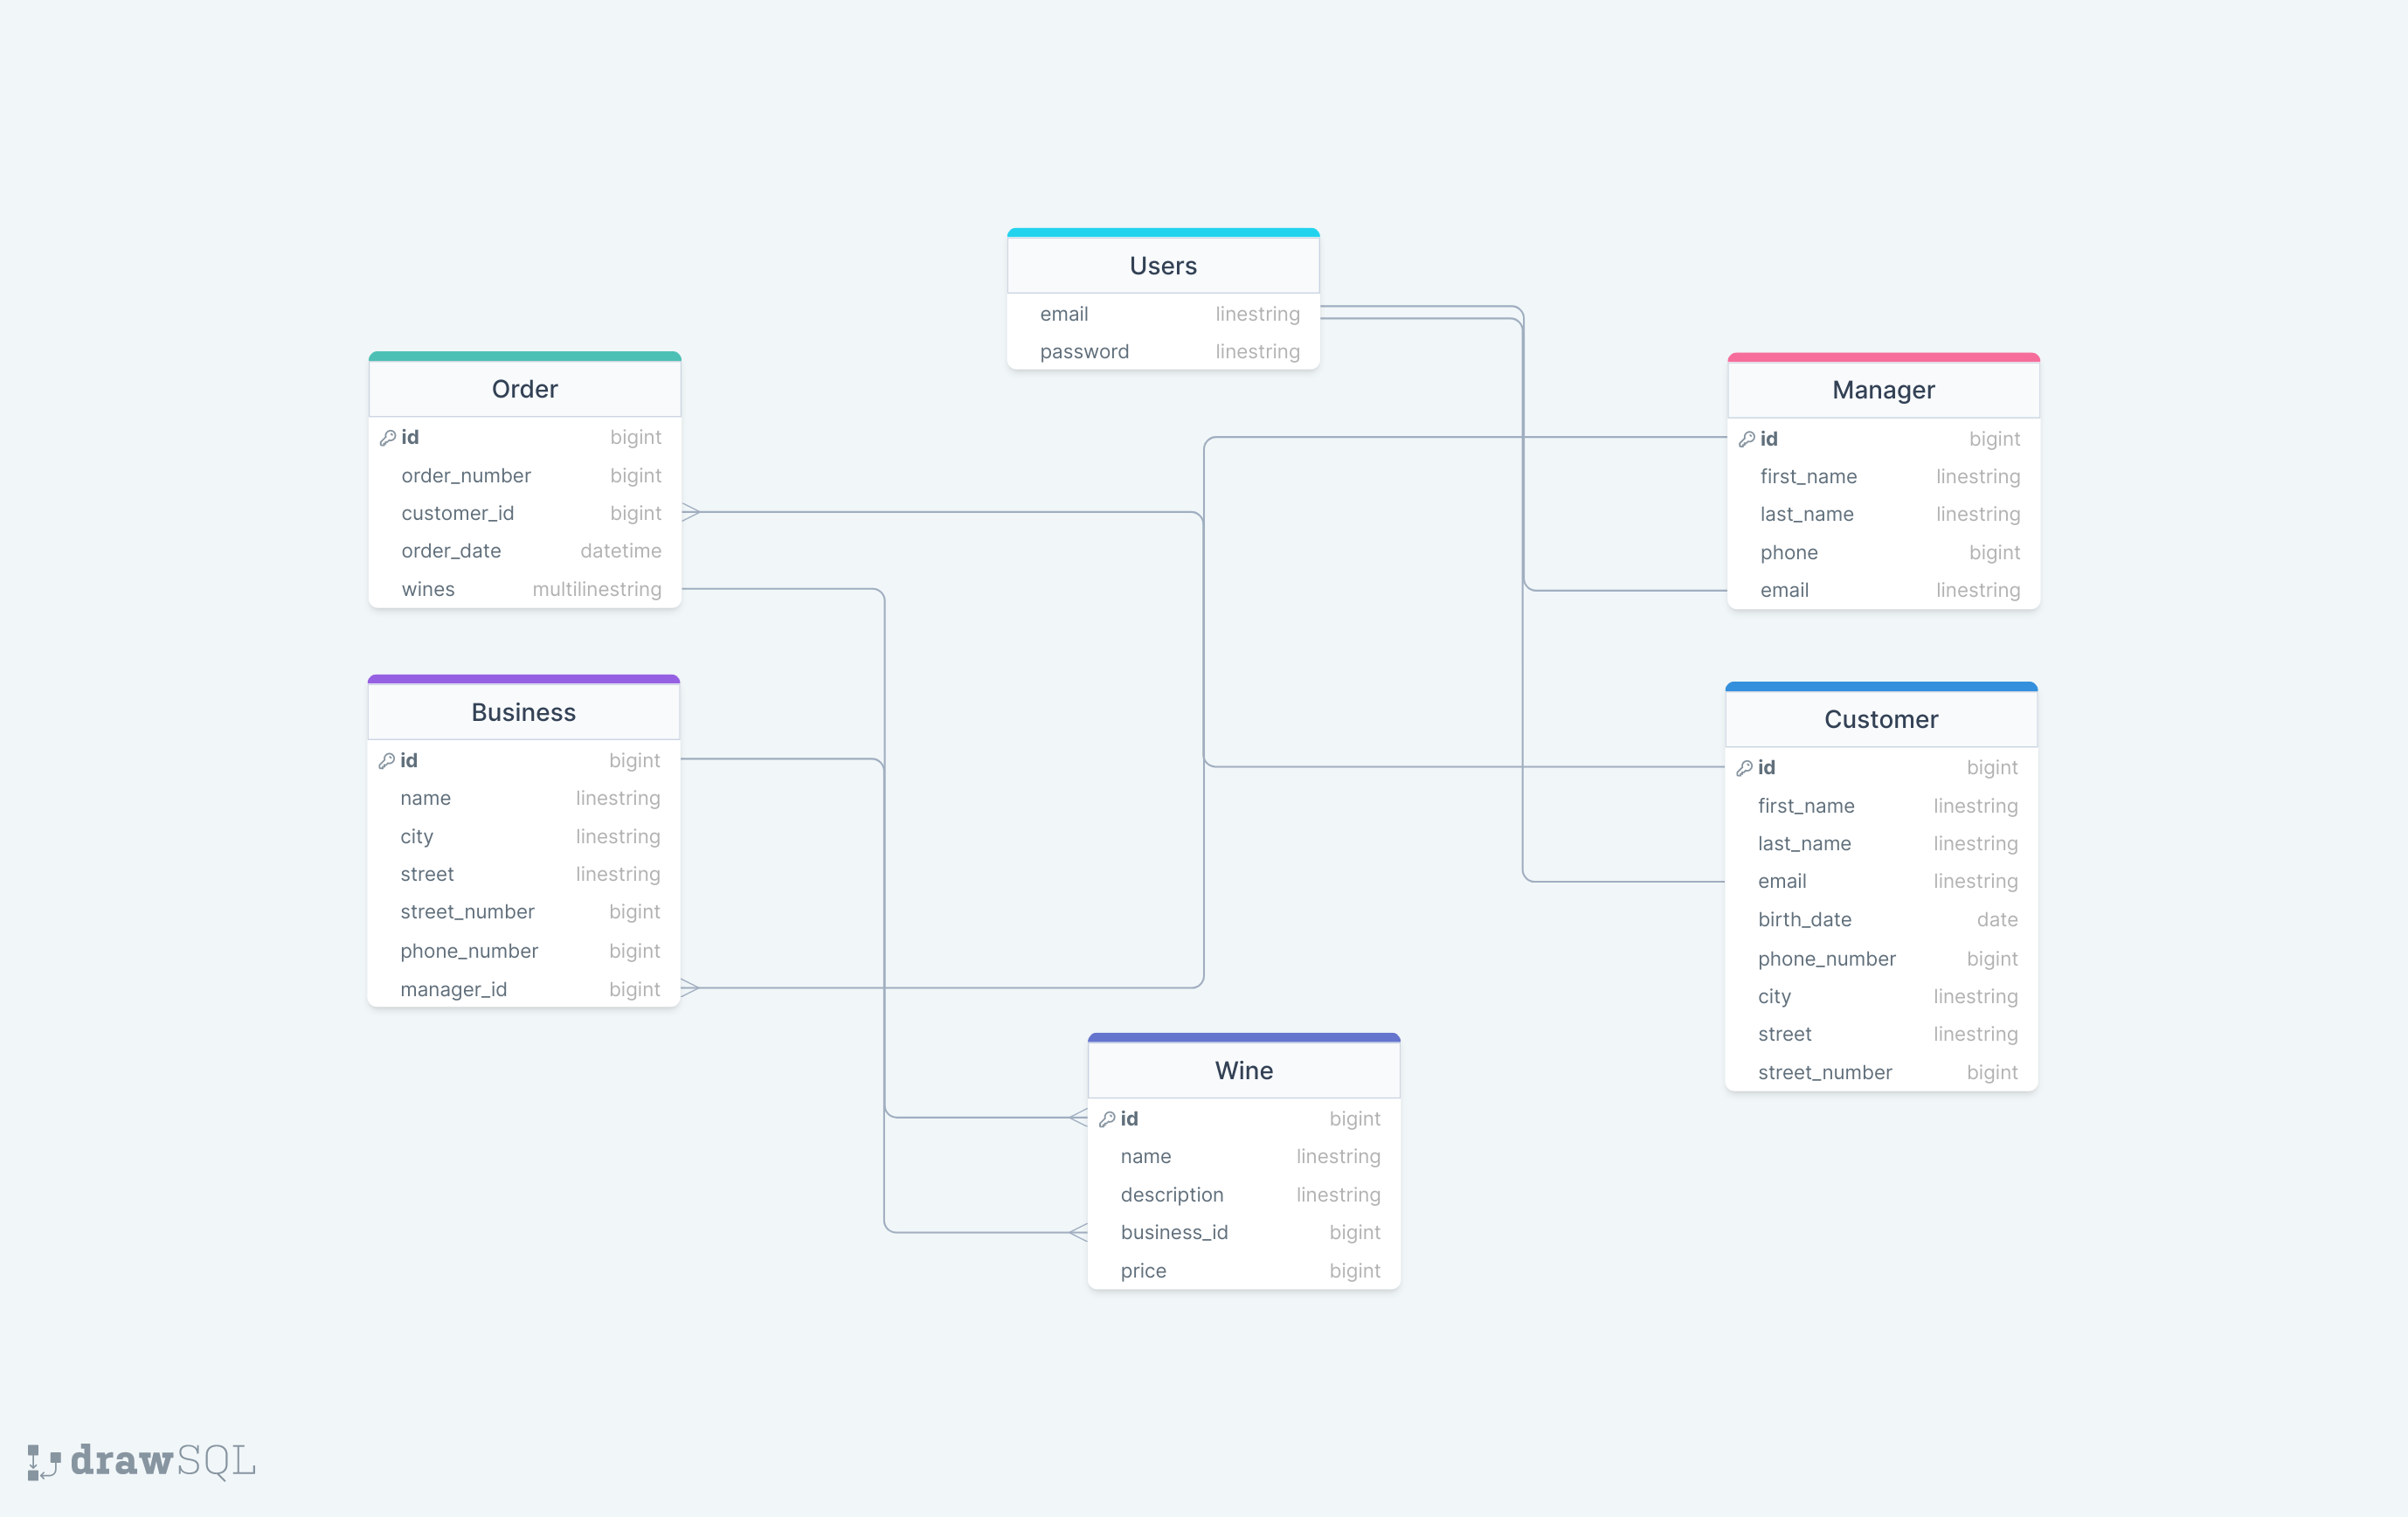 Users
email linestring
password linestring
Order
id bigint
order_number bigint
customer_id bigint
order_date datetime
wines multilinestring
Manager
id bigint
first_name linestring
last_name linestring
phone bigint
email linestring
Business
id bigint
name linestring
city linestring
street linestring
street_number bigint
phone_number bigint
manager_id bigint
Customer
id bigint
first_name linestring
last_name linestring
email linestring
birth_date date
phone_number bigint
city linestring
street linestring
street_number bigint
Wine
id bigint
name linestring
description linestring
business_id bigint
price bigint
drawSQL